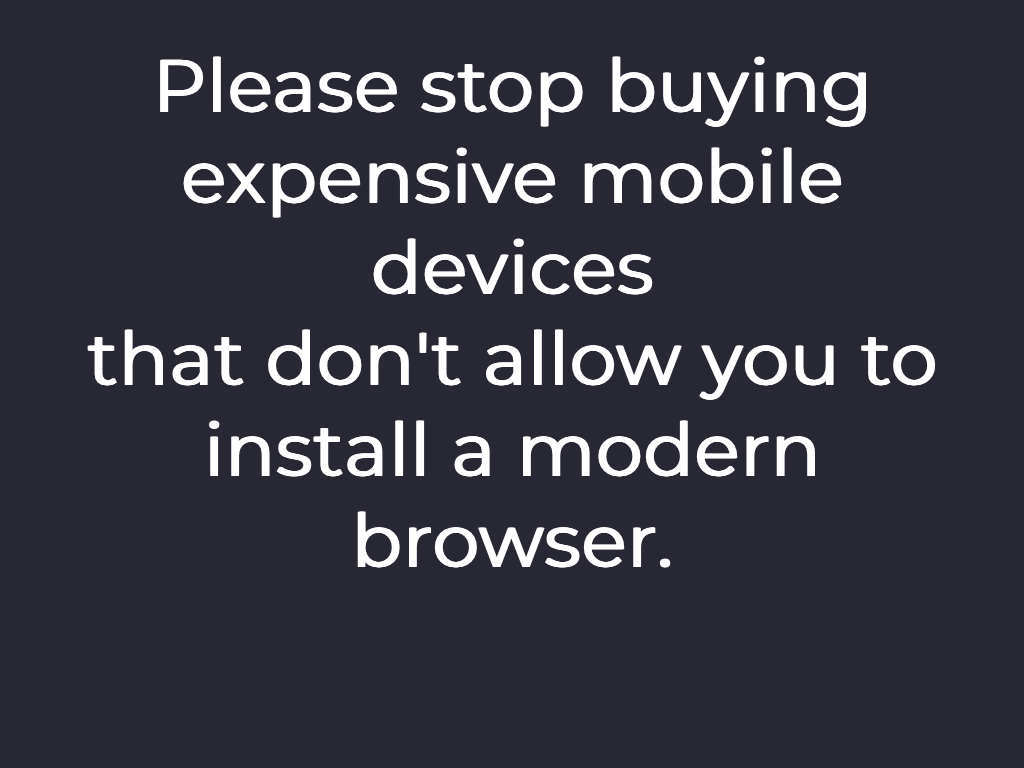 Please stop buying
expensive mobile
devices
that don't allow you to
install a modern
browser.